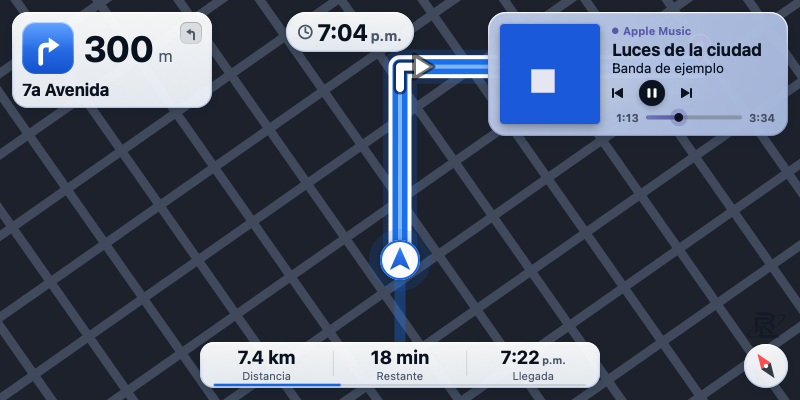 300 m
7a Avenida
7:04 p.m.
Apple Music
Luces de la ciudad
Banda de ejemplo
1:13
3:34
7.4 km
Distancia
18 min
Restante
7:22 p.m.
Llegada